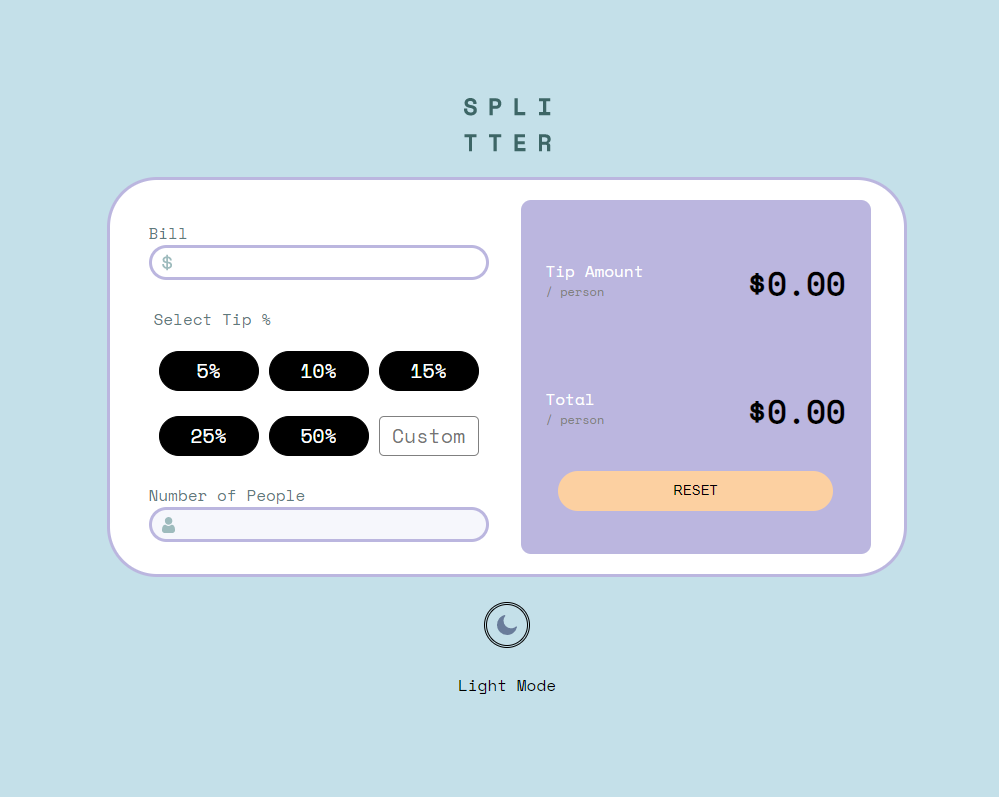 SPLI
TTER
Bill
$
Select Tip %
5% 10% 15%
25% 50% Custom
Number of People
Tip Amount
/ person
$0.00
Total
/ person
$0.00
RESET
Light Mode